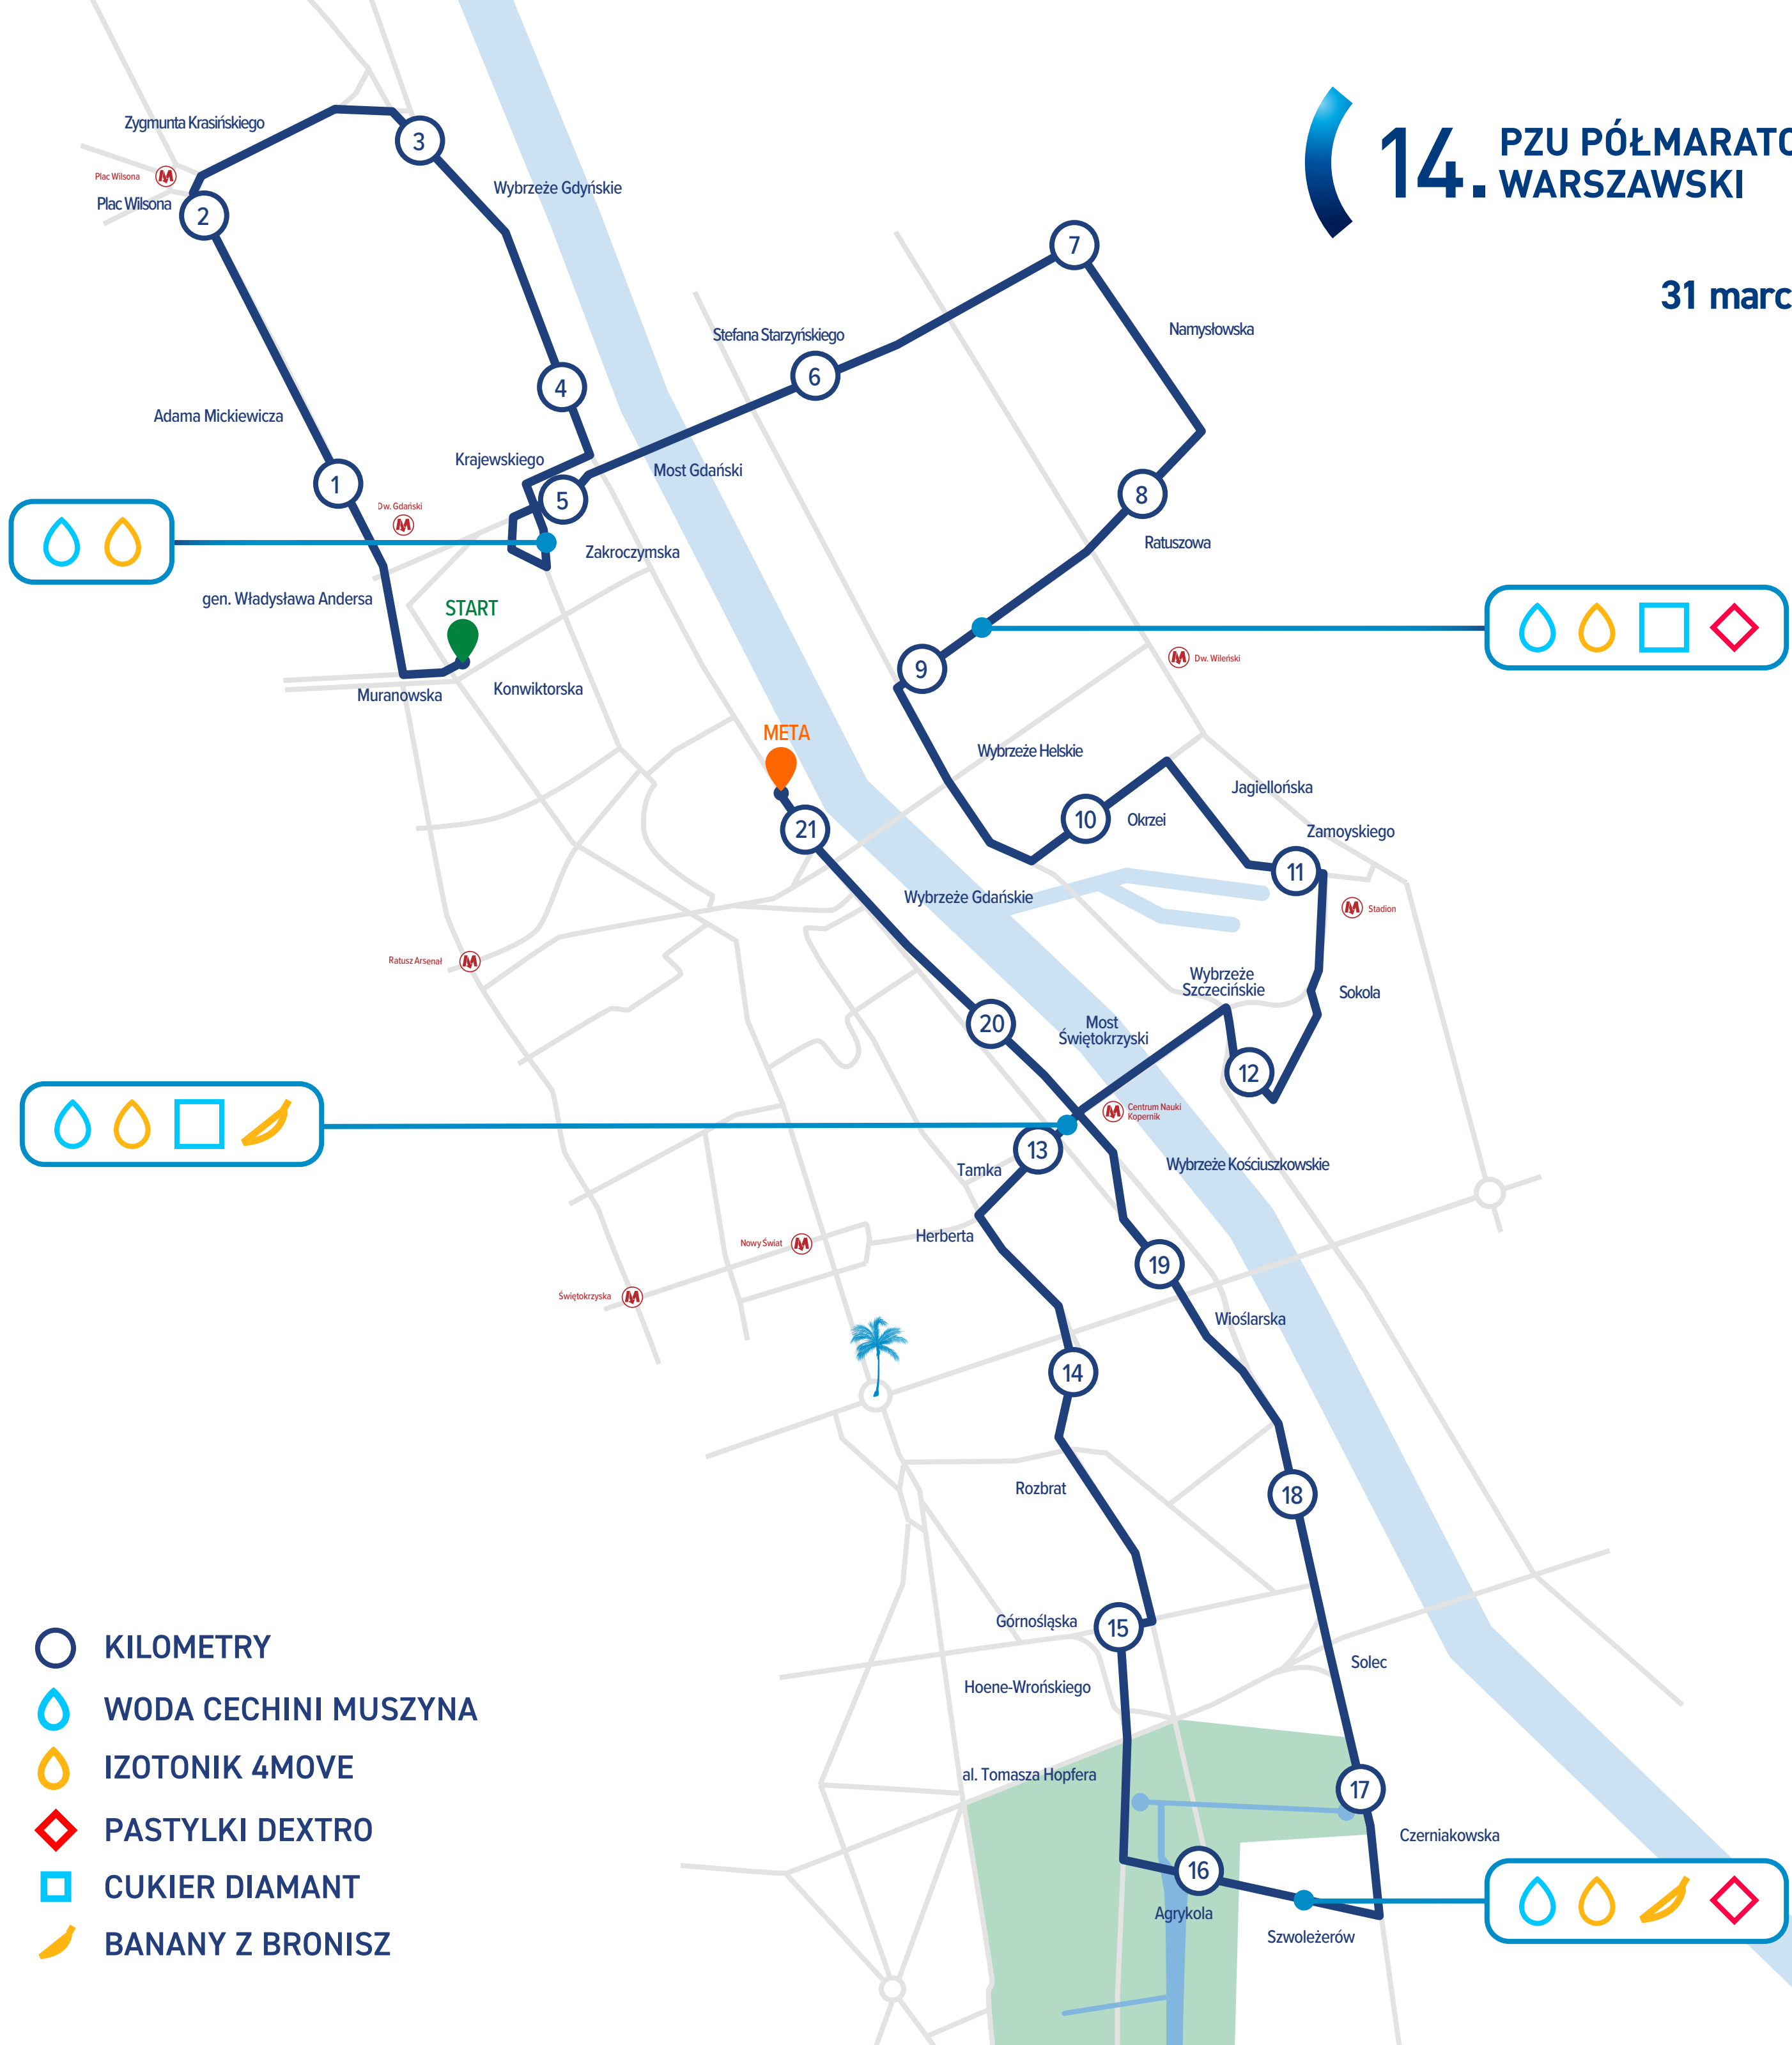 14.
PZU PÓŁMARATO
WARSZAWSKI
31 marc
Zygmunt Krasińskiego
3
Plac Wilsona
Plac Wilsona
2
Wybrzeże Gdyńskie
7
Stefana Starzyńskiego
Namysłowska
6
4
Adama Mickiewicza
Krajewskiego
Most Gdański
1
5
8
Dw. Gdański
Zakroczymska
Ratuszowa
gen. Władysława Andersa
START
9
Dw. Wileński
Muranowska
Konwiktorska
META
Wybrzeże Helskie
Jagiellońska
10
Okrzei
21
Zamoyskiego
11
Wybrzeże Gdańskie
Stadion
Ratusz Arsenał
Wybrzeże
Szczecińskie
Sokola
20
Most
Świętokrzyski
12
Centrum Nauki
Kopernik
13
Tamka
Wybrzeże Kościuszkowskie
Herberta
Nowy Świat
19
Świętokrzyska
Wioślarska
14
Rozbrat
18
Górnośląska
15
KILOMETRY
Solec
Hoene-Wrońskiego
WODA CECHINI MUSZYNA
IZOTONIK 4MOVE
al. Tomasza Hopfera
17
PASTYLKI DEXTRO
Czerniakowska
16
CUKIER DIAMANT
Agrykola
Szwoleżerów
BANANY Z BRONISZ